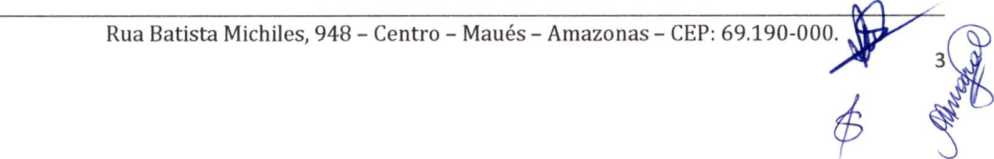 Rua Batista Michiles, 948 – Centro – Maués – Amazonas – CEP: 69.190-000.
3